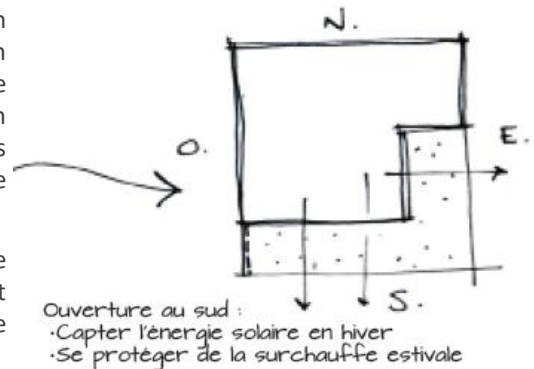 N.
O.
E.
S.
Ouverture au sud :
·Capter l'énergie solaire en hiver
·Se protéger de la surchauffe estivale